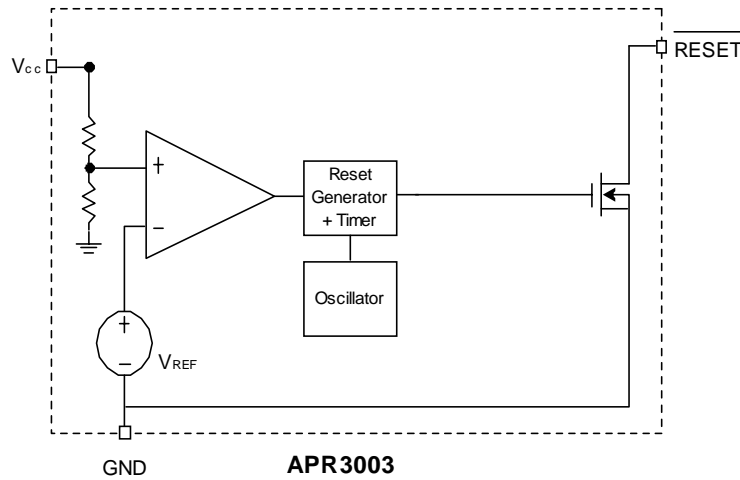 RESET
Vcc
+
−
Reset
Generator
+ Timer
Oscillator
+
−
VREF
GND
APR3003